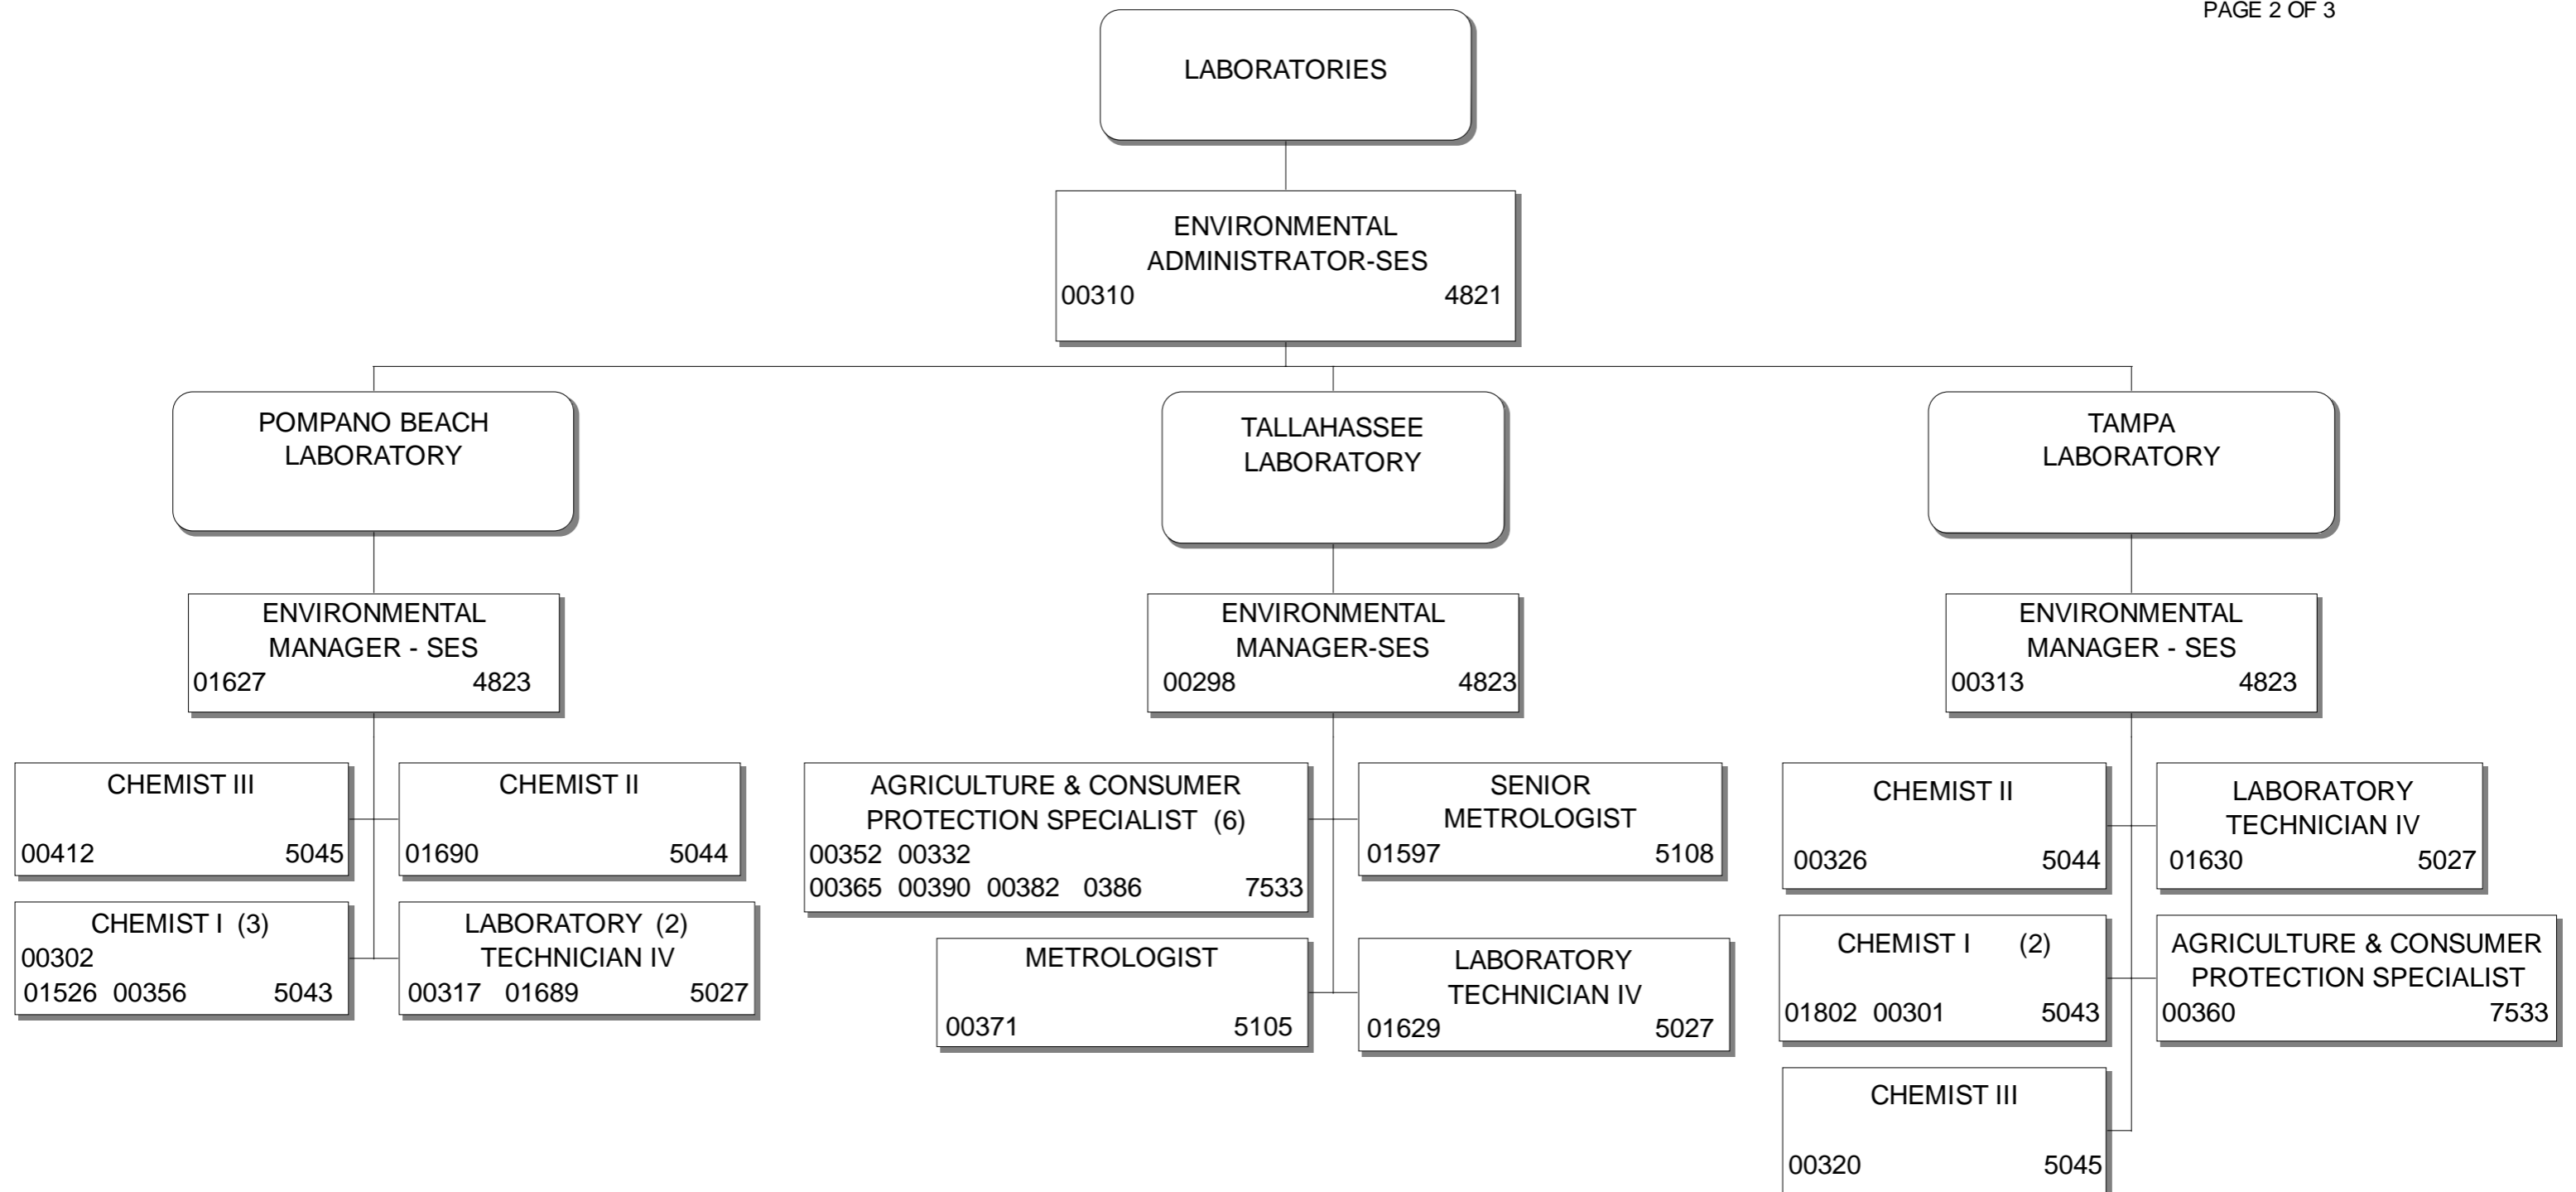 PAGE 2 OF 3
LABORATORIES
ENVIRONMENTAL
ADMINISTRATOR-SES
00310 4821
POMPANO BEACH
LABORATORY
TALLAHASSEE
LABORATORY
TAMPA
LABORATORY
ENVIRONMENTAL
MANAGER - SES
01627 4823
ENVIRONMENTAL
MANAGER-SES
00298 4823
ENVIRONMENTAL
MANAGER - SES
00313 4823
CHEMIST III
00412 5045
CHEMIST II
01690 5044
CHEMIST I (3)
00302
01526 00356 5043
LABORATORY (2)
TECHNICIAN IV
00317 01689 5027
AGRICULTURE & CONSUMER
PROTECTION SPECIALIST (6)
00352 00332
00365 00390 00382 0386 7533
SENIOR
METROLOGIST
01597 5108
METROLOGIST
00371 5105
LABORATORY
TECHNICIAN IV
01629 5027
CHEMIST II
00326 5044
LABORATORY
TECHNICIAN IV
01630 5027
CHEMIST I (2)
01802 00301 5043
AGRICULTURE & CONSUMER
PROTECTION SPECIALIST
00360 7533
CHEMIST III
00320 5045